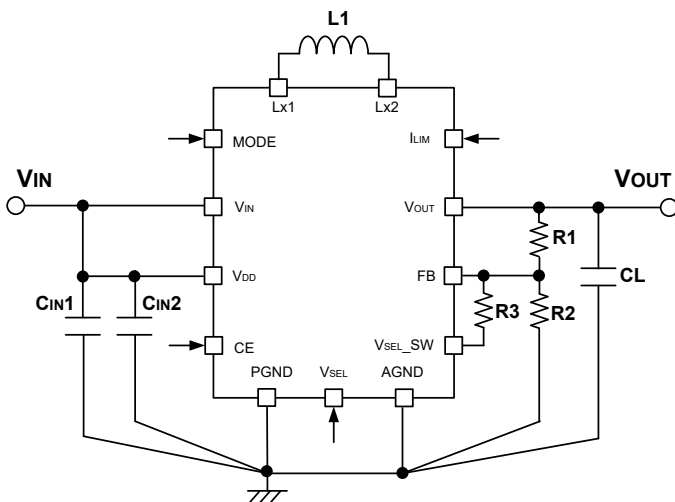 L1
Lx1
Lx2
MODE
ILIM
VIN
VOUT
VIN
VOUT
R1
VDD
FB
CL
CIN1
CIN2
R3
R2
CE
VSEL_SW
PGND
VSEL
AGND